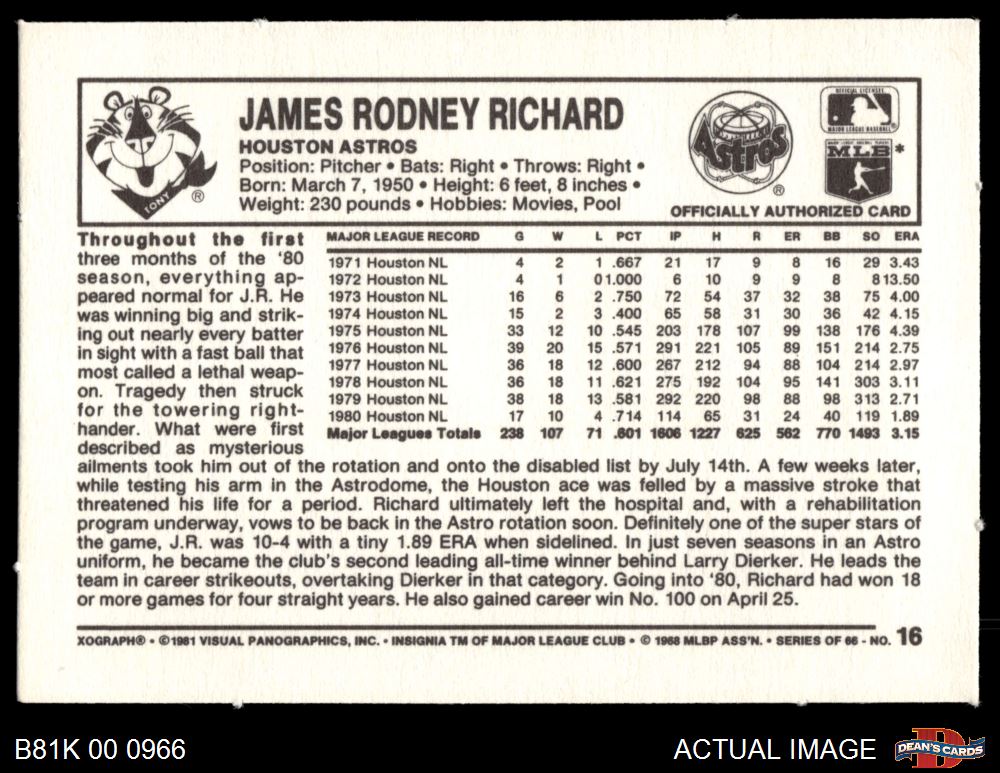 TONY ®
JAMES RODNEY RICHARD
HOUSTON ASTROS
Position: Pitcher • Bats: Right • Throws: Right •
Born: March 7, 1950 • Height: 6 feet, 8 inches •
Weight: 230 pounds • Hobbies: Movies, Pool
Astros ®
OFFICIAL LICENSEE
MAJOR LEAGUE BASEBALL
MAJOR LEAGUE BASEBALL PLAYERS
MLB *
OFFICIALLY AUTHORIZED CARD
MAJOR LEAGUE RECORD G W L PCT IP H R ER BB SO ERA
1971 Houston NL 4 2 1 .667 21 17 9 8 16 29 3.43
1972 Houston NL 4 1 0 1.000 6 10 9 9 8 8 13.50
1973 Houston NL 16 6 2 .750 72 54 37 32 38 75 4.00
1974 Houston NL 15 2 3 .400 65 58 31 30 36 42 4.15
1975 Houston NL 33 12 10 .545 203 178 107 99 138 176 4.39
1976 Houston NL 39 20 15 .571 291 221 105 89 151 214 2.75
1977 Houston NL 36 18 12 .600 267 212 94 88 104 214 2.97
1978 Houston NL 36 18 11 .621 275 192 104 95 141 303 3.11
1979 Houston NL 38 18 13 .581 292 220 98 88 98 313 2.71
1980 Houston NL 17 10 4 .714 114 65 31 24 40 119 1.89
Major Leagues Totals 238 107 71 .601 1606 1227 625 562 770 1493 3.15
Throughout the first
three months of the '80
season, everything ap-
peared normal for J.R. He
was winning big and strik-
ing out nearly every batter
in sight with a fast ball that
most called a lethal weap-
on. Tragedy then struck
for the towering right-
hander. What were first
described as mysterious
ailments took him out of the rotation and onto the disabled list by July 14th. A few weeks later,
while testing his arm in the Astrodome, the Houston ace was felled by a massive stroke that
threatened his life for a period. Richard ultimately left the hospital and, with a rehabilitation
program underway, vows to be back in the Astro rotation soon. Definitely one of the super stars of
the game, J.R. was 10-4 with a tiny 1.89 ERA when sidelined. In just seven seasons in an Astro
uniform, he became the club's second leading all-time winner behind Larry Dierker. He leads the
team in career strikeouts, overtaking Dierker in that category. Going into '80, Richard had won 18
or more games for four straight years. He also gained career win No. 100 on April 25.
XOGRAPH® • ©1981 VISUAL PANOGRAPHICS, INC. • INSIGNIA TM OF MAJOR LEAGUE CLUB • © 1968 MLBP ASS'N. • SERIES OF 66 - NO. 16
B81K 00 0966
ACTUAL IMAGE
D
DEAN'S CARDS